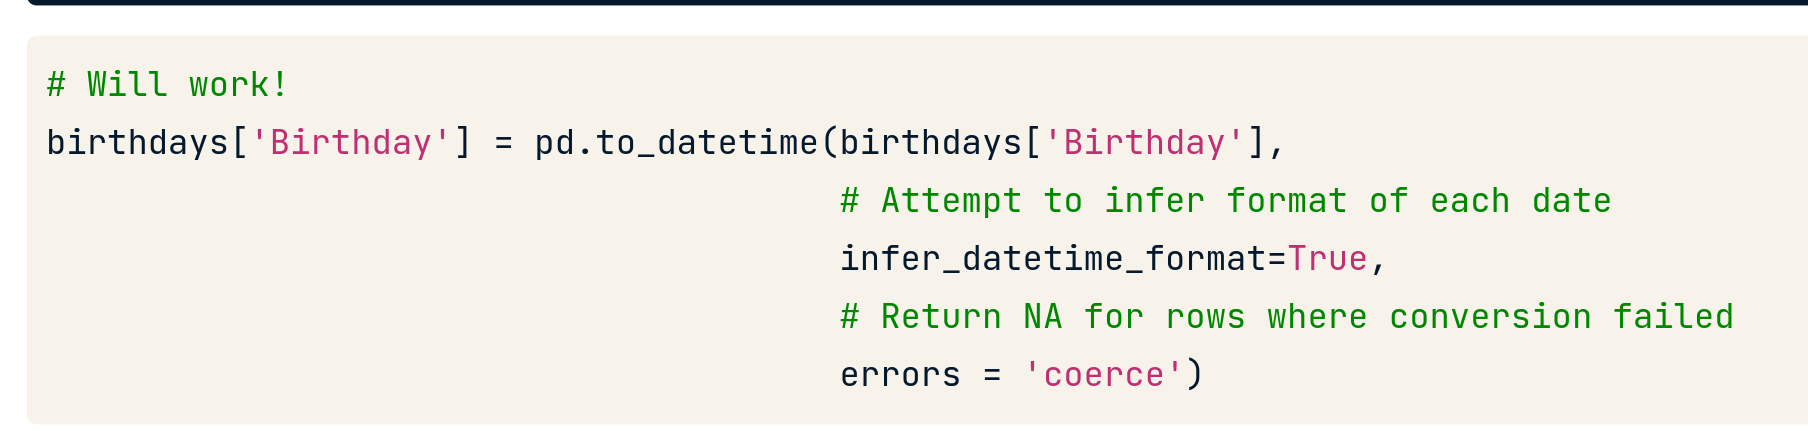 # Will work!
birthdays['Birthday'] = pd.to_datetime(birthdays['Birthday'],
# Attempt to infer format of each date
infer_datetime_format=True,
# Return NA for rows where conversion failed
errors = 'coerce')